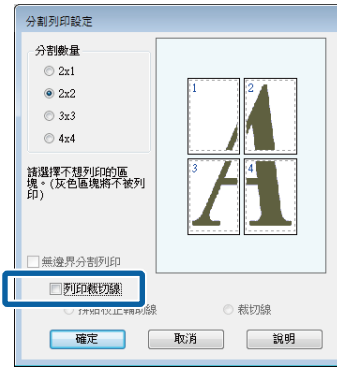 分割列印設定
分割數量
2x1
2x2
3x3
4x4
請選擇不想列印的區
塊。(灰色區塊將不被列
印)
1
2
3
4
無邊界分割列印
列印裁切線
裁切線
確定
取消
說明